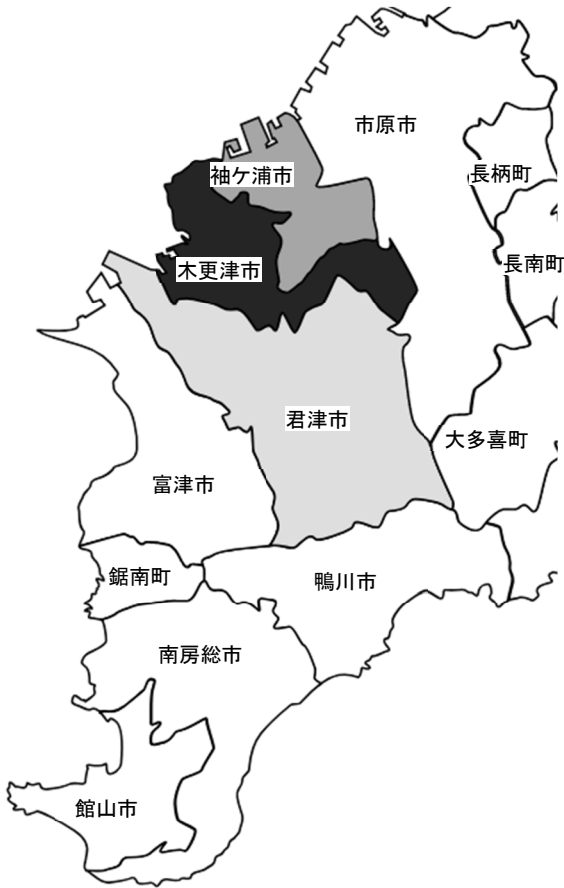 市原市
袖ケ浦市
長柄町
木更津市
長南町
君津市
大多喜町
富津市
鋸南町
鴨川市
南房総市
館山市